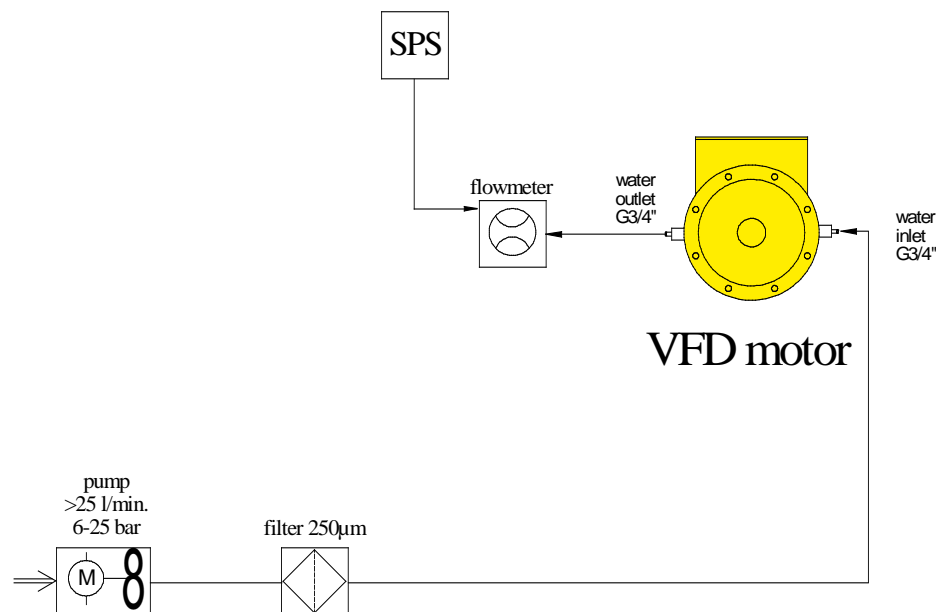 SPS
flowmeter
water
outlet
G3/4"
water
inlet
G3/4"
VFD motor
pump
>25 l/min.
6-25 bar
filter 250µm
M